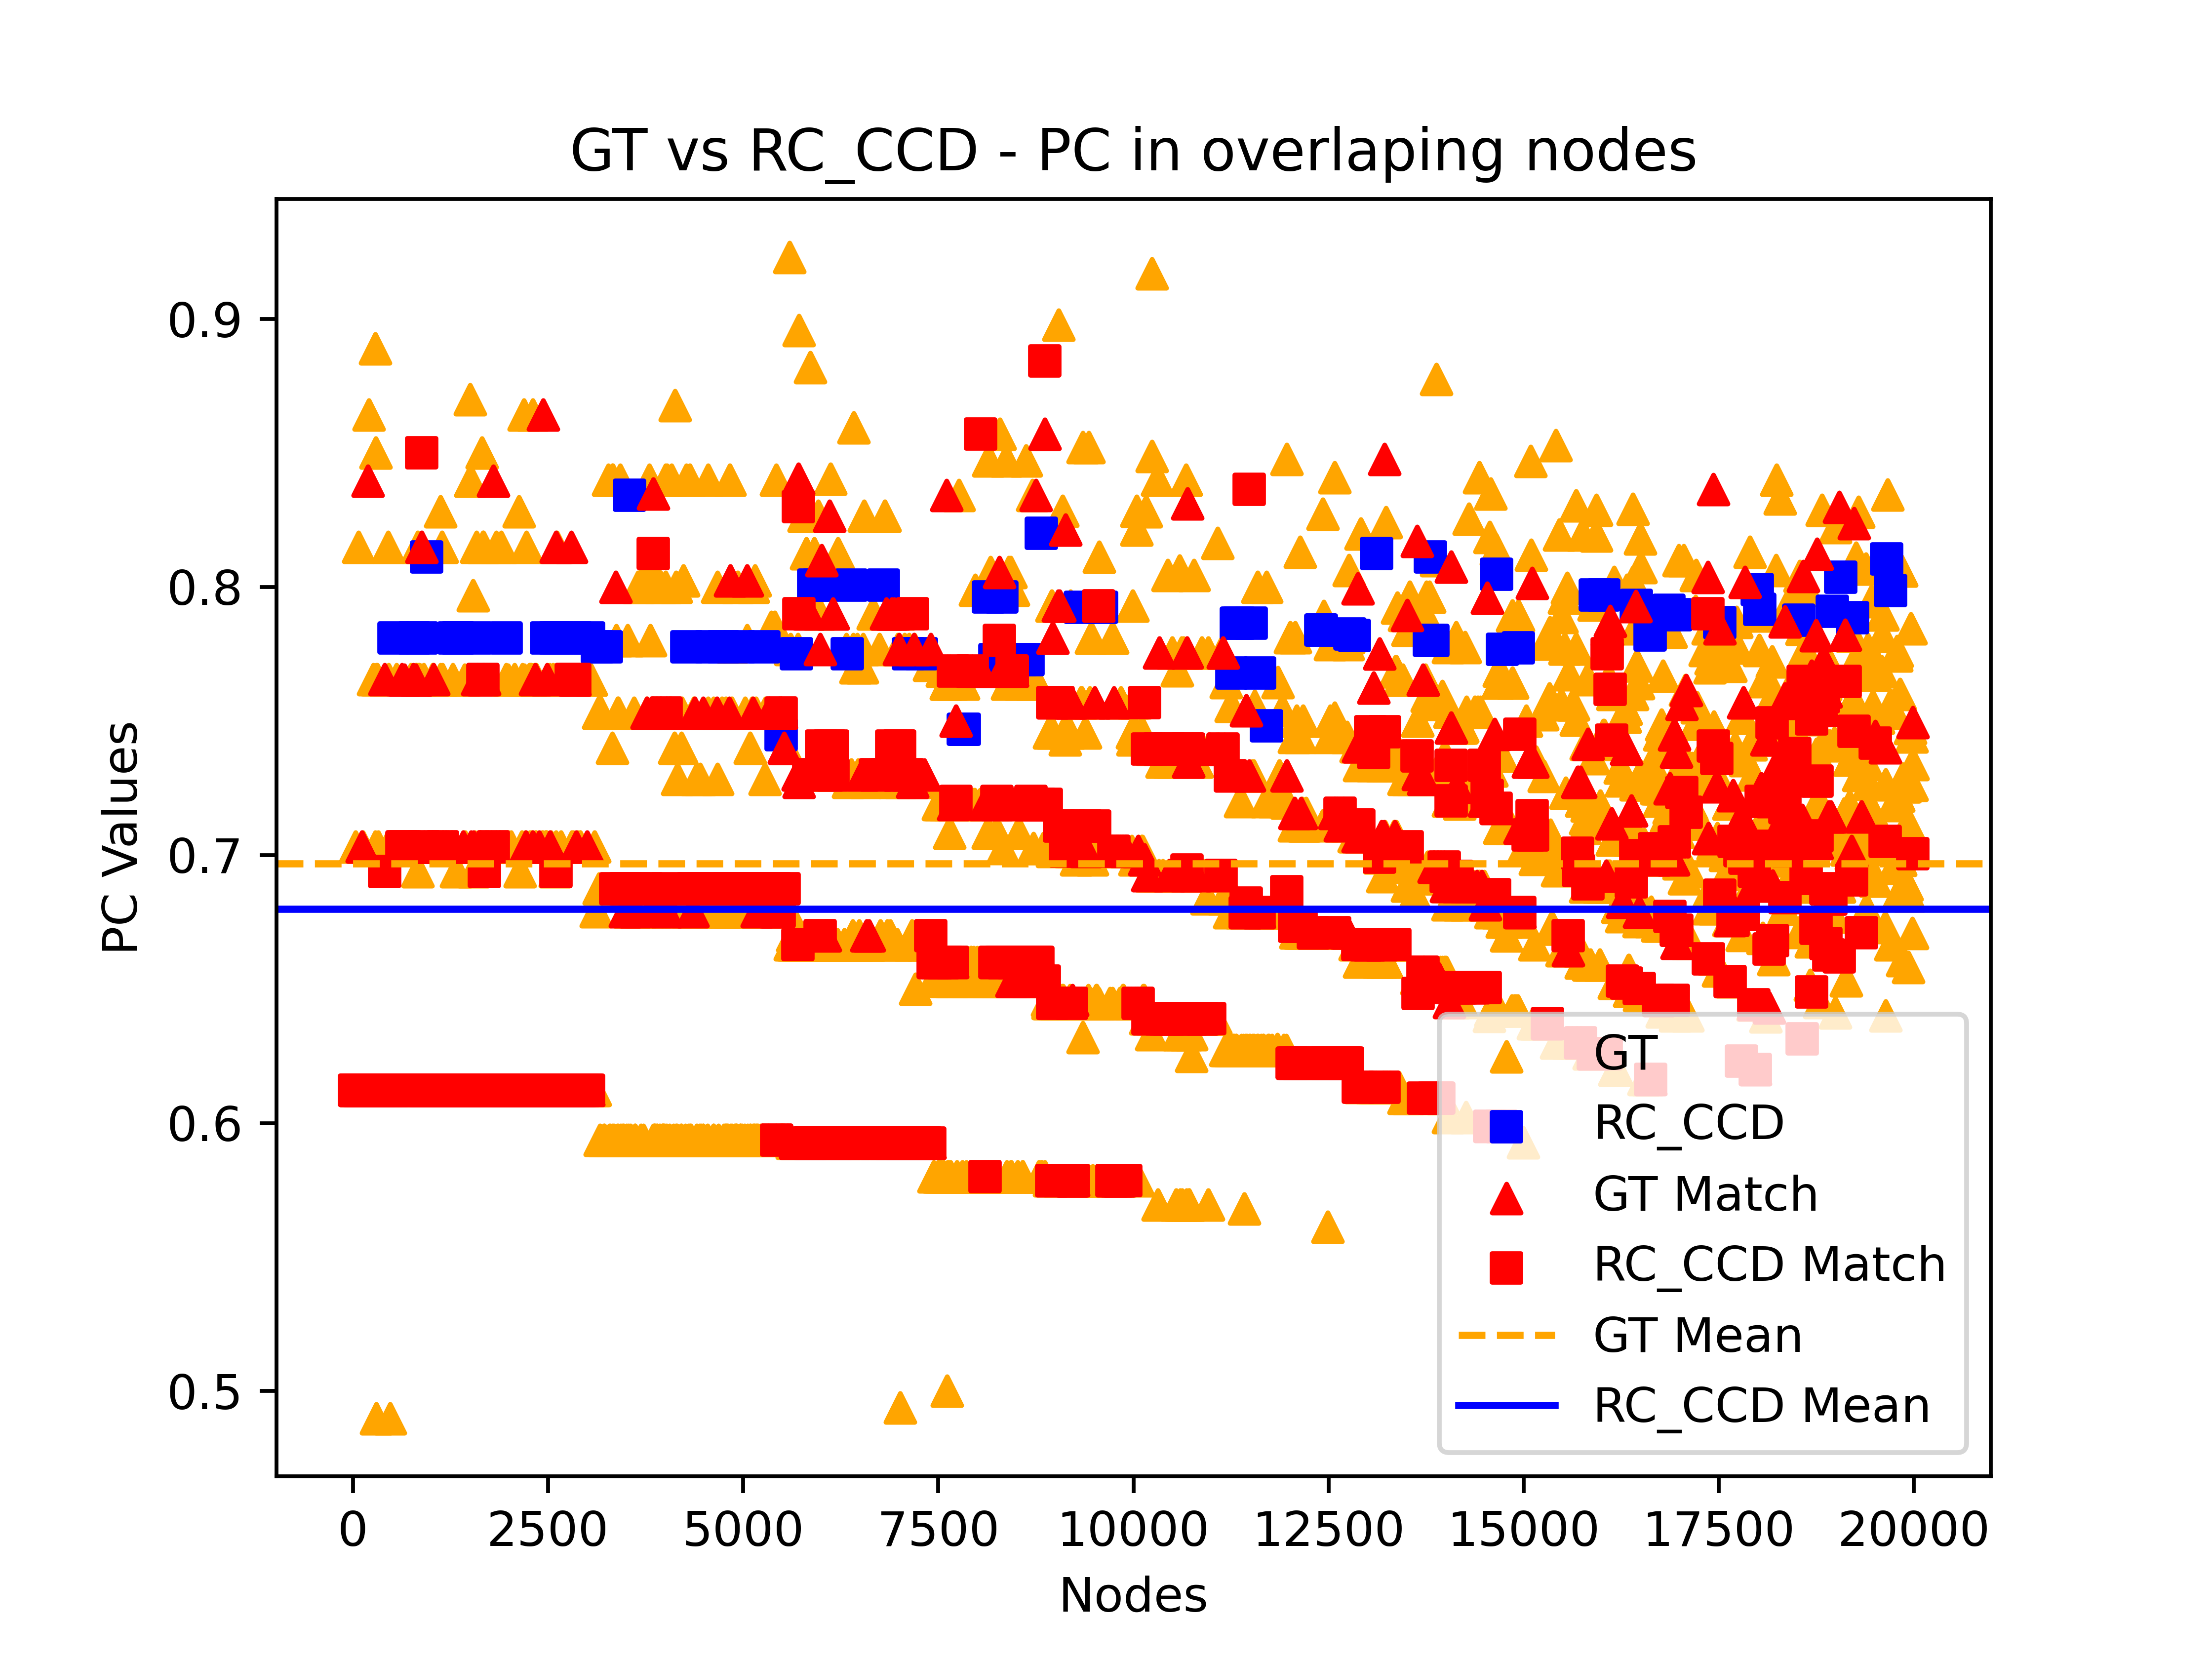 GT vs RC_CCD - PC in overlaping nodes
PC Values
0.9
0.8
0.7
0.6
0.5
GT
RC_CCD
GT Match
RC_CCD Match
GT Mean
RC_CCD Mean
0 2500 5000 7500 10000 12500 15000 17500 20000
Nodes